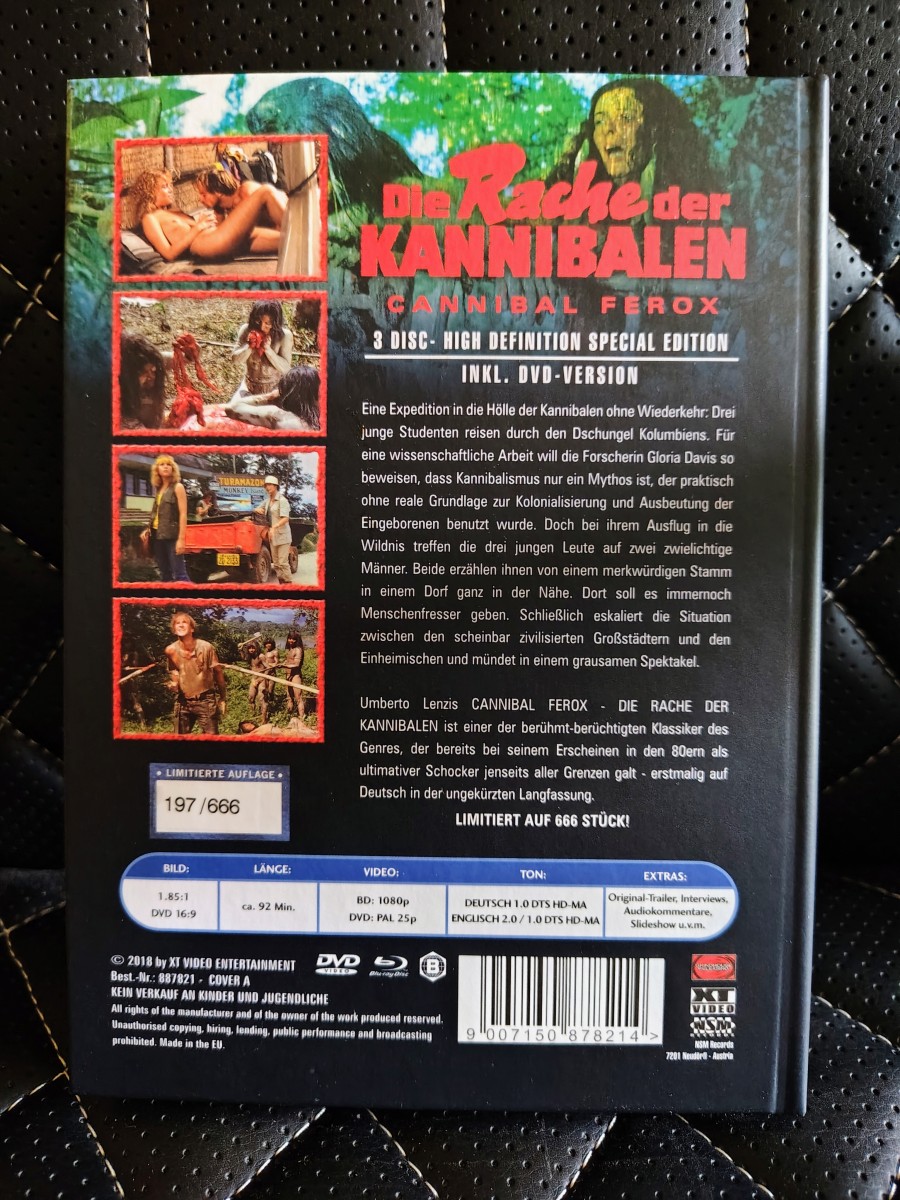 Die Rache der
KANNIBALEN
CANNIBAL FEROX
3 DISC- HIGH DEFINITION SPECIAL EDITION
INKL. DVD-VERSION
Eine Expedition in die Hölle der Kannibalen ohne Wiederkehr: Drei
junge Studenten reisen durch den Dschungel Kolumbiens. Für
eine wissenschaftliche Arbeit will die Forscherin Gloria Davis so
beweisen, dass Kannibalismus nur ein Mythos ist, der praktisch
ohne reale Grundlage zur Kolonialisierung und Ausbeutung der
Eingeborenen benutzt wurde. Doch bei ihrem Ausflug in die
Wildnis treffen die drei jungen Leute auf zwei zwielichtige
Männer. Beide erzählen ihnen von einem merkwürdigen Stamm
in einem Dorf ganz in der Nähe. Dort soll es immernoch
Menschenfresser geben. Schließlich eskaliert die Situation
zwischen den scheinbar zivilisierten Großstädtern und den
Einheimischen und mündet in einem grausamen Spektakel.
Umberto Lenzis CANNIBAL FEROX - DIE RACHE DER
KANNIBALEN ist einer der berühmt-berüchtigten Klassiker des
Genres, der bereits bei seinem Erscheinen in den 80ern als
ultimativer Schocker jenseits aller Grenzen galt - erstmalig auf
Deutsch in der ungekürzten Langfassung.
LIMITIERT AUF 666 STÜCK!
TURAMAZON
MONKEY
• LIMITIERTE AUFLAGE •
197/666
BILD:
1.85:1
DVD 16:9
LÄNGE:
ca. 92 Min.
VIDEO:
BD: 1080p
DVD: PAL 25p
TON:
DEUTSCH 1.0 DTS HD-MA
ENGLISCH 2.0 / 1.0 DTS HD-MA
EXTRAS:
Original-Trailer, Interviews,
Audiokommentare,
Slideshow u.v.m.
© 2018 by XT VIDEO ENTERTAINMENT
Best.-Nr.: 887821 - COVER A
KEIN VERKAUF AN KINDER UND JUGENDLICHE
All rights of the manufacturer and of the owner of the work produced reserved.
Unauthorised copying, hiring, lending, public performance and broadcasting
prohibited. Made in the EU.
DVD
VIDEO
Blu-ray Disc
B
9 007150 878214 >
XT
VIDEO
NSM
NSM Records
7201 Neudörfl - Austria